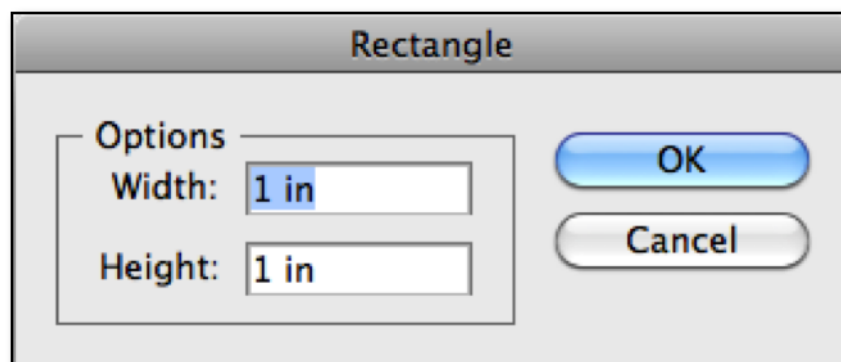 Rectangle
Options
Width: 1 in
Height: 1 in
OK
Cancel